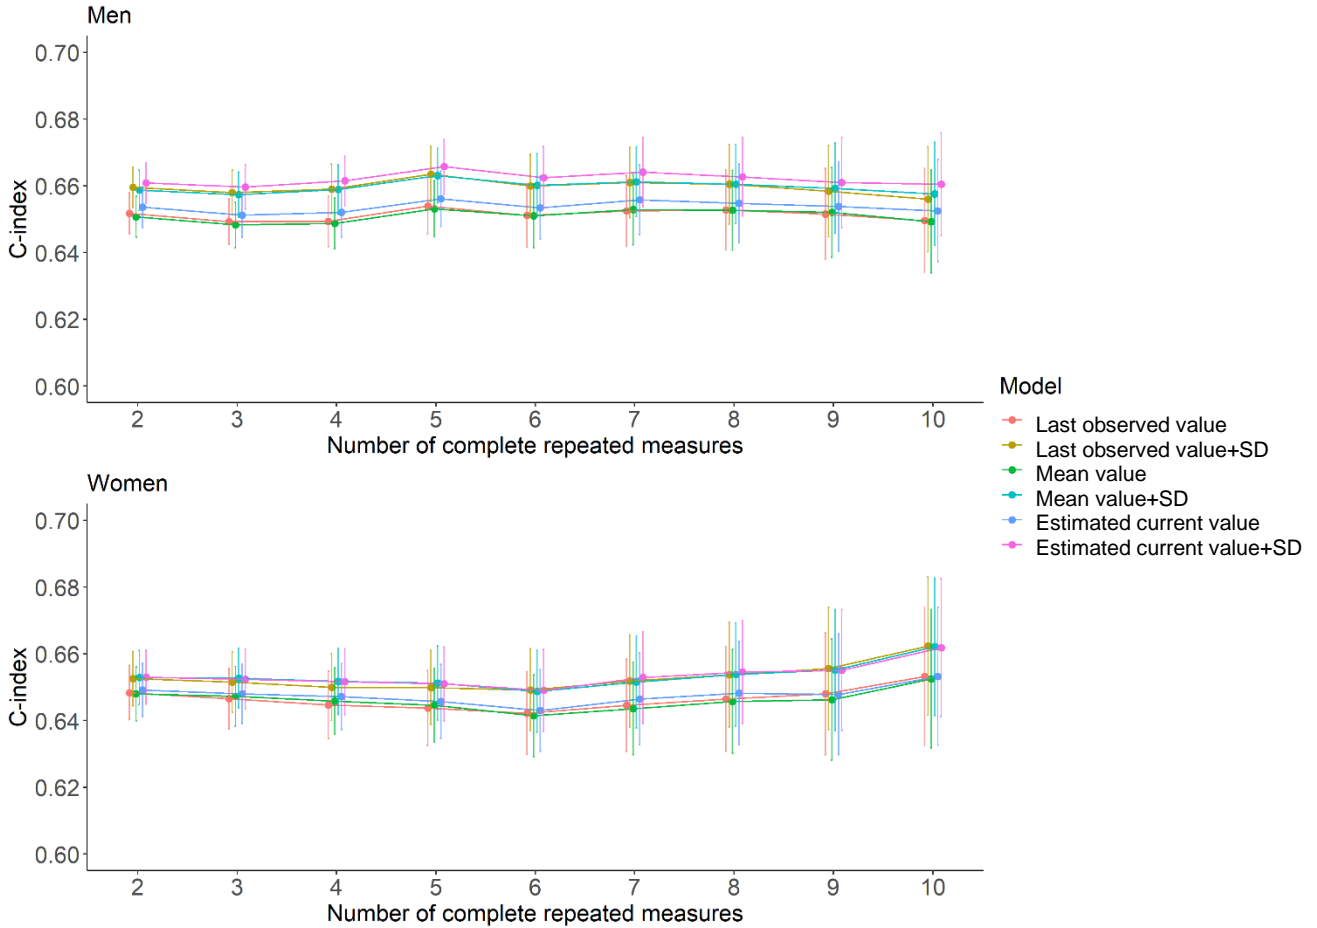 Men
0.70
0.68
0.66
0.64
0.62
0.60
C-index
2 3 4 5 6 7 8 9 10
Number of complete repeated measures
Women
0.70
0.68
0.66
0.64
0.62
0.60
C-index
2 3 4 5 6 7 8 9 10
Number of complete repeated measures
Model
Last observed value
Last observed value+SD
Mean value
Mean value+SD
Estimated current value
Estimated current value+SD